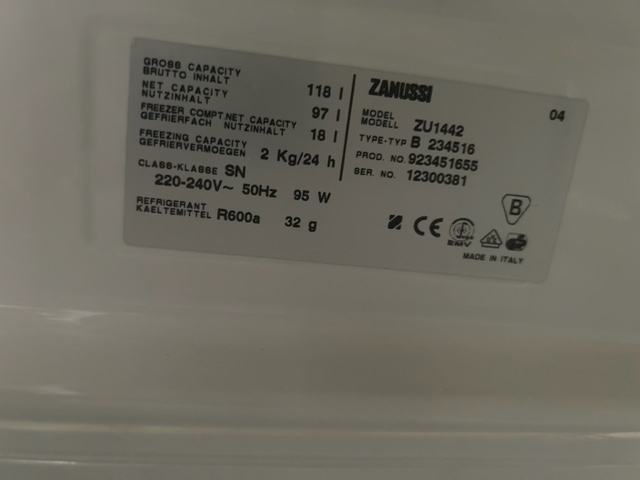 GROSS CAPACITY
BRUTTO INHALT 118 l
NET CAPACITY
NUTZINHALT 97 l
FREEZER COMPT.NET CAPACITY
GEFRIERFACH NUTZINHALT 18 l
FREEZING CAPACITY
GEFRIERVERMOEGEN 2 Kg/24 h
CLASS-KLASSE SN
220-240V~ 50Hz 95 W
REFRIGERANT
KAELTEMITTEL R600a 32 g
ZANUSSI 04
MODEL
MODELL ZU1442
TYPE-TYP B 234516
PROD. NO. 923451655
SER. NO. 12300381
B
CE
EMV
MADE IN ITALY